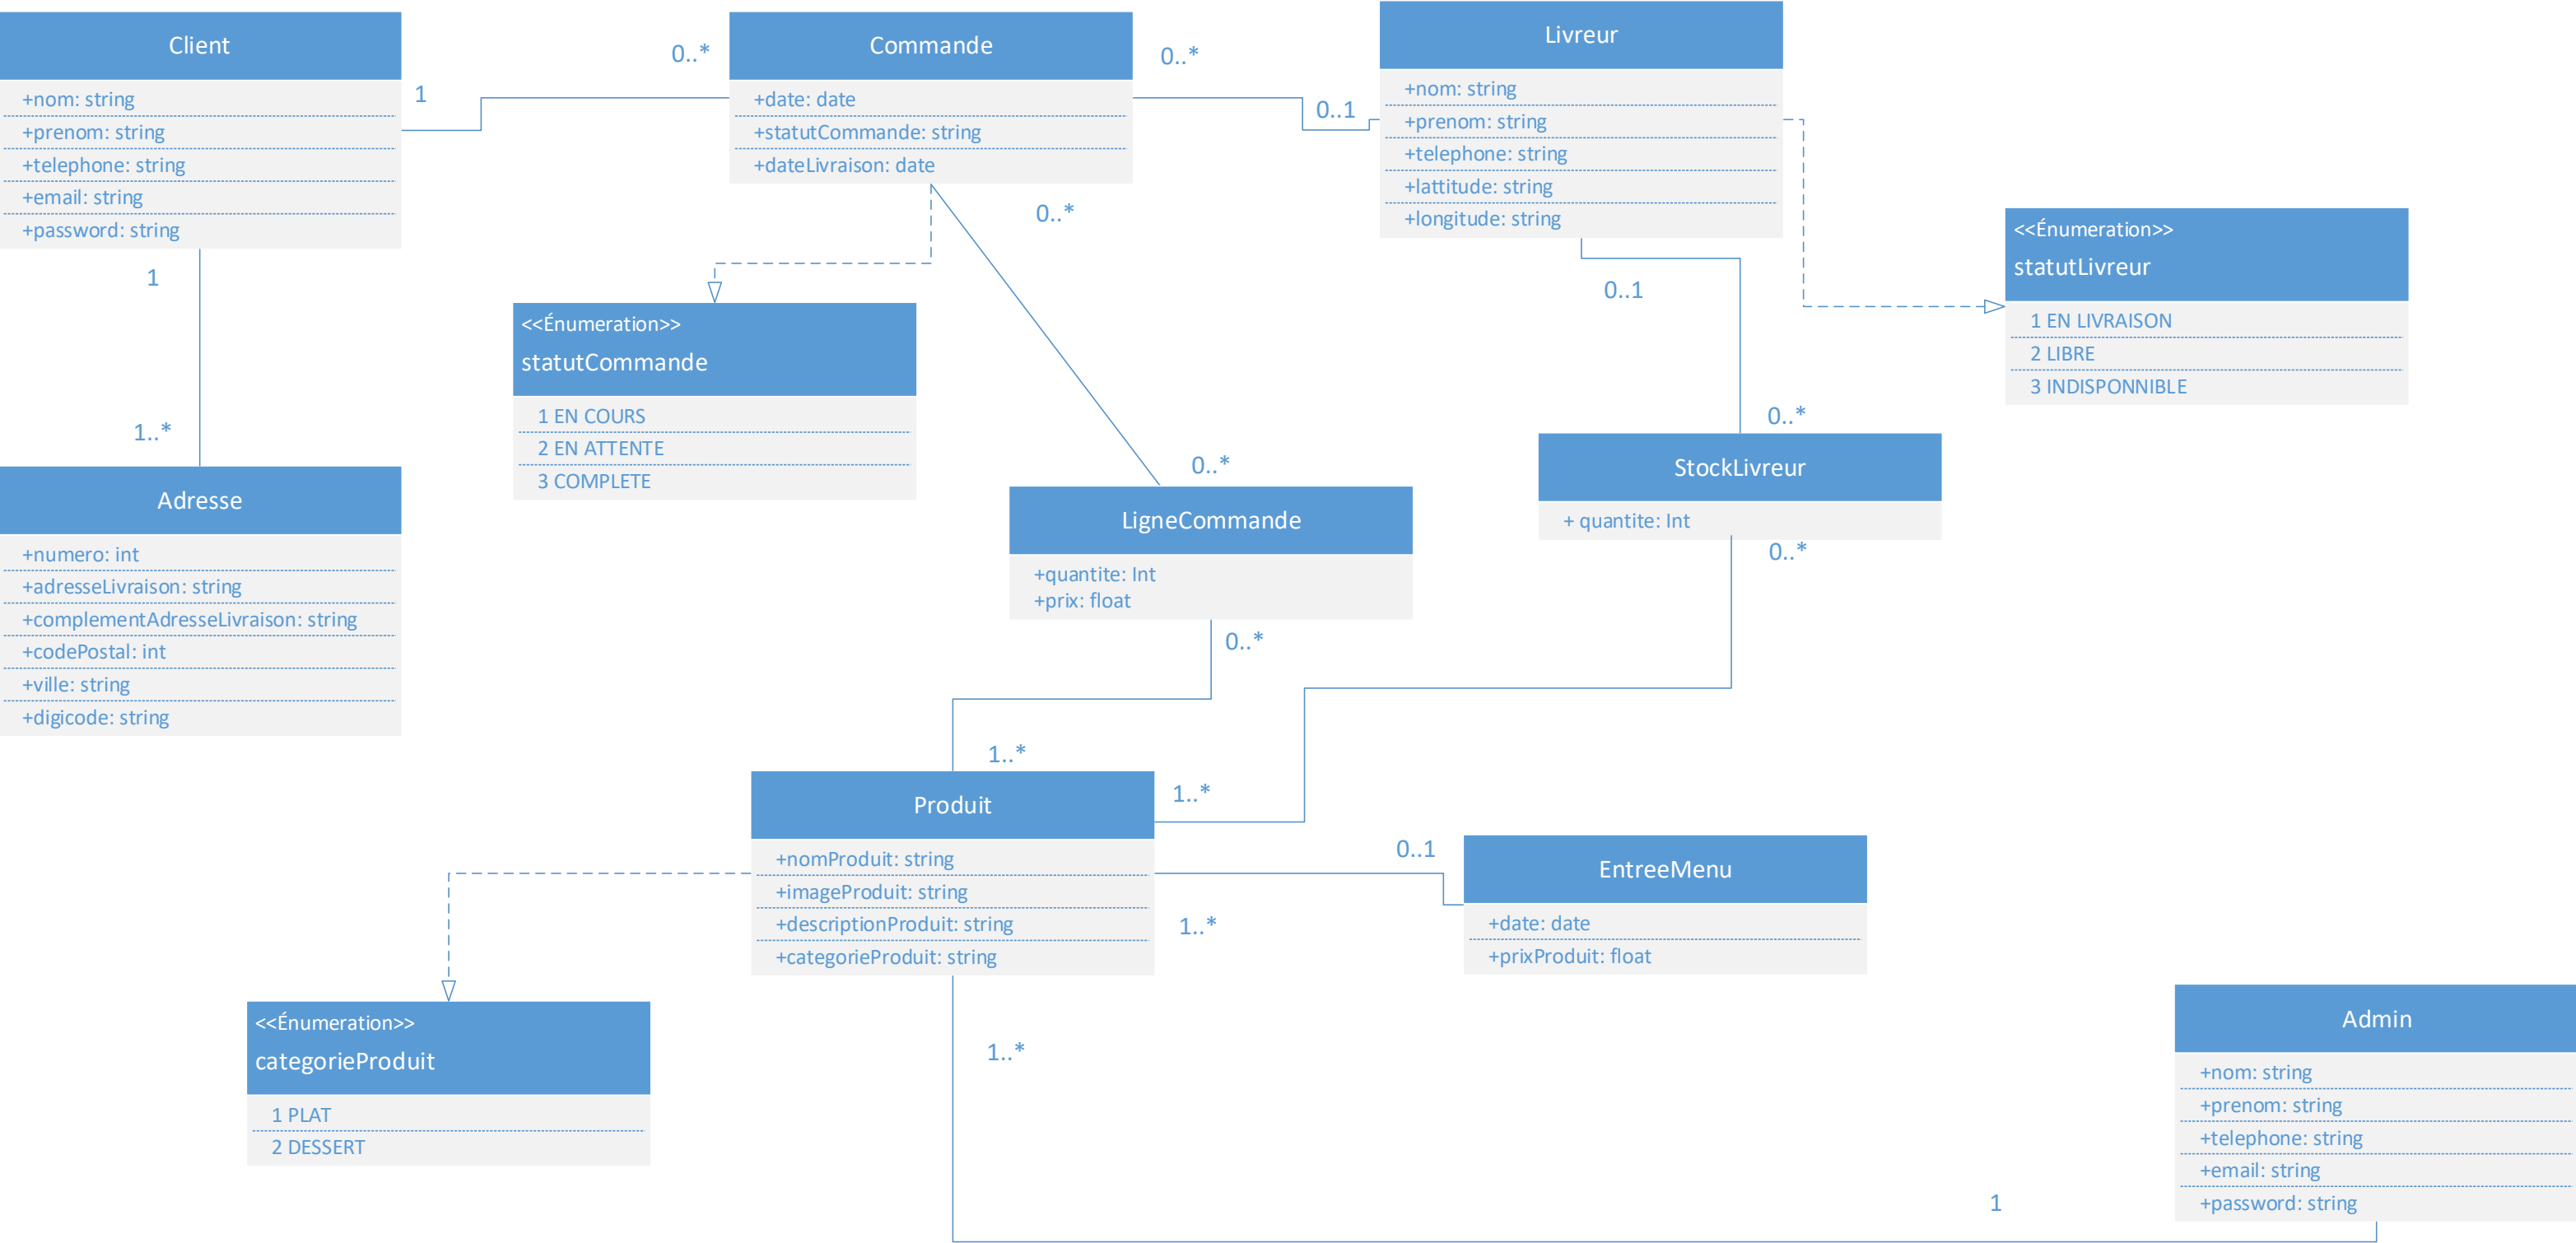 Client
+nom: string
+prenom: string
+telephone: string
+email: string
+password: string
1
0..*
Commande
+date: date
+statutCommande: string
+dateLivraison: date
0..*
0..1
Livreur
+nom: string
+prenom: string
+telephone: string
+lattitude: string
+longitude: string
<<Énumeration>>
statutLivreur
1 EN LIVRAISON
2 LIBRE
3 INDISPONNIBLE
1
1..*
0..*
0..1
<<Énumeration>>
statutCommande
1 EN COURS
2 EN ATTENTE
3 COMPLETE
0..*
0..*
StockLivreur
+ quantite: Int
0..*
Adresse
+numero: int
+adresseLivraison: string
+complementAdresseLivraison: string
+codePostal: int
+ville: string
+digicode: string
LigneCommande
+quantite: Int
+prix: float
0..*
1..*
1..*
Produit
+nomProduit: string
+imageProduit: string
+descriptionProduit: string
+categorieProduit: string
0..1
1..*
EntreeMenu
+date: date
+prixProduit: float
<<Énumeration>>
categorieProduit
1 PLAT
2 DESSERT
1..*
1
Admin
+nom: string
+prenom: string
+telephone: string
+email: string
+password: string